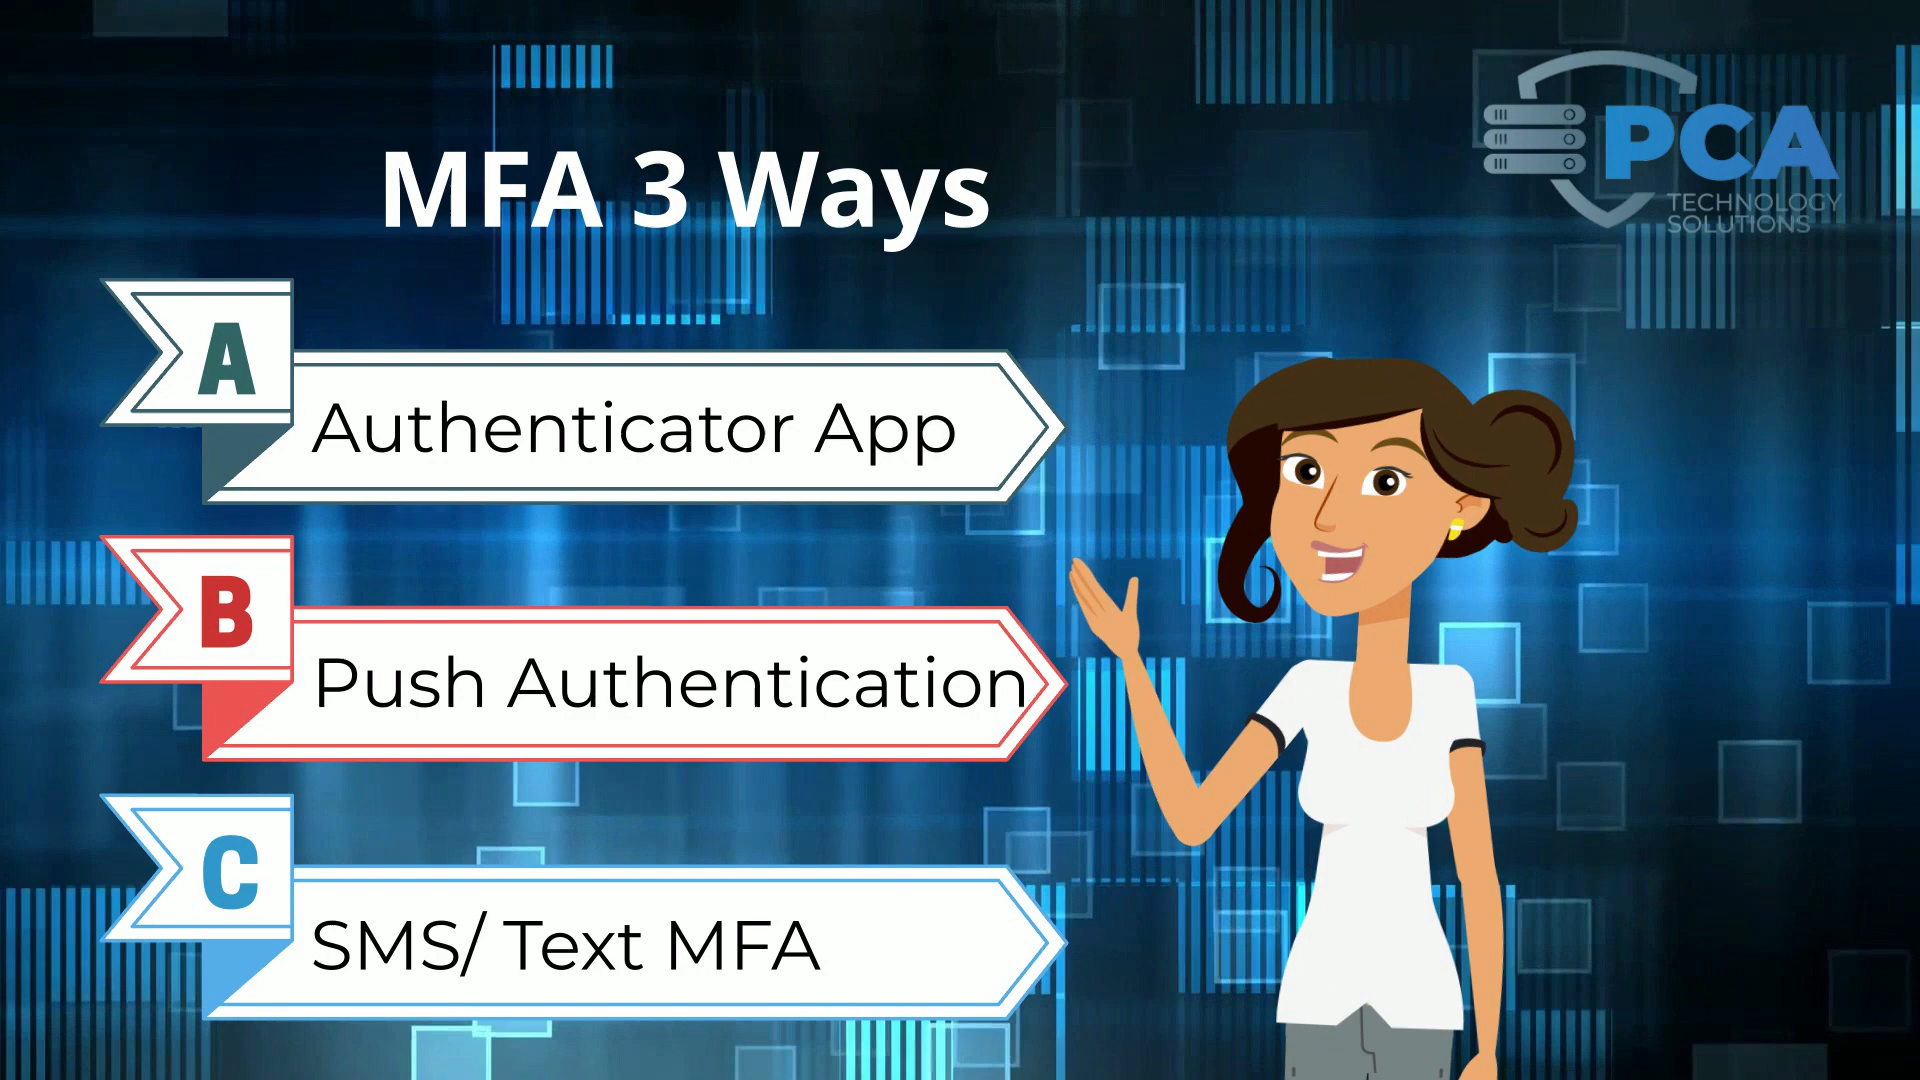 MFA 3 Ways
PCA
TECHNOLOGY
SOLUTIONS
A
Authenticator App
B
Push Authentication
C
SMS/ Text MFA